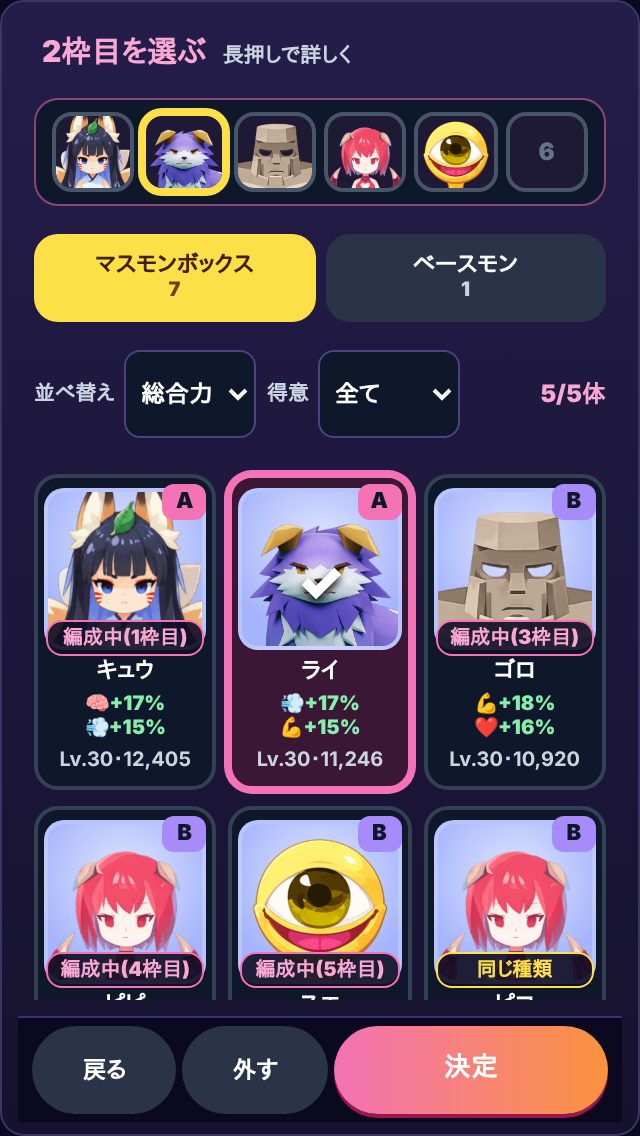 2枠目を選ぶ 長押しで詳しく
6
マスモンボックス
7
ベースモン
1
並べ替え 総合力 得意 全て 5/5体
A
編成中(1枠目)
キュウ
+17%
+15%
Lv.30·12,405
A
ライ
+17%
+15%
Lv.30·11,246
B
編成中(3枠目)
ゴロ
+18%
+16%
Lv.30·10,920
B
編成中(4枠目)
B
編成中(5枠目)
B
同じ種類
戻る
外す
決定